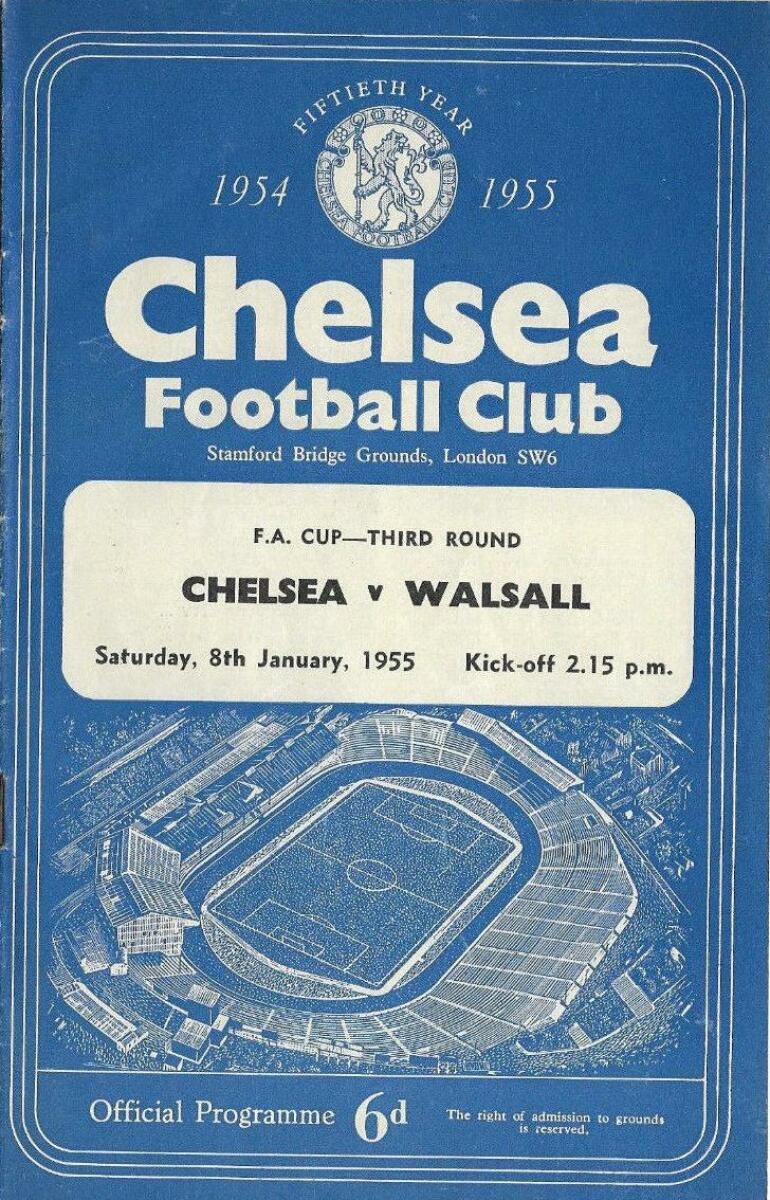 FIFTIETH YEAR
1954 1955
CHELSEA FOOTBALL CLUB
Chelsea
Football Club
Stamford Bridge Grounds, London SW6
F.A. CUP—THIRD ROUND
CHELSEA v WALSALL
Saturday, 8th January, 1955 Kick-off 2.15 p.m.
Official Programme 6d
The right of admission to grounds
is reserved.